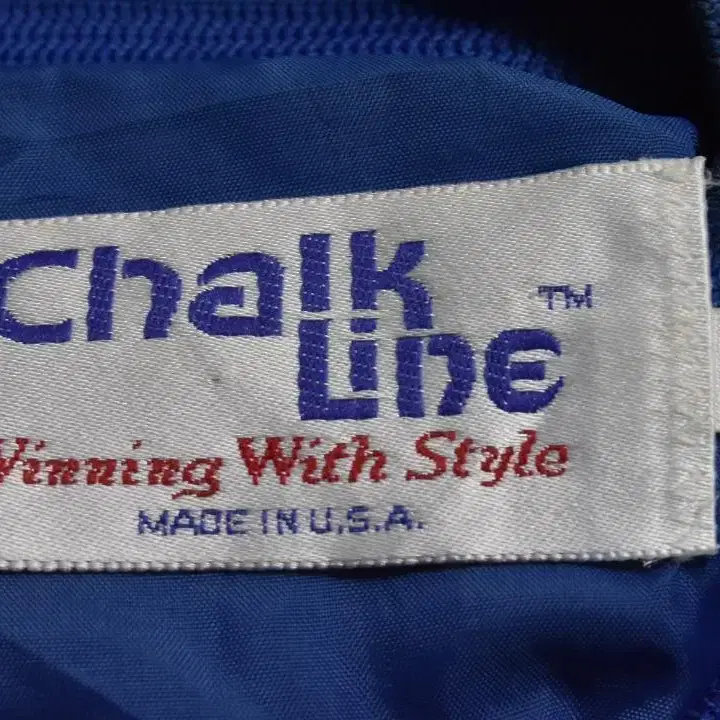 Chalk
Line ™
Winning With Style
MADE IN U.S.A.